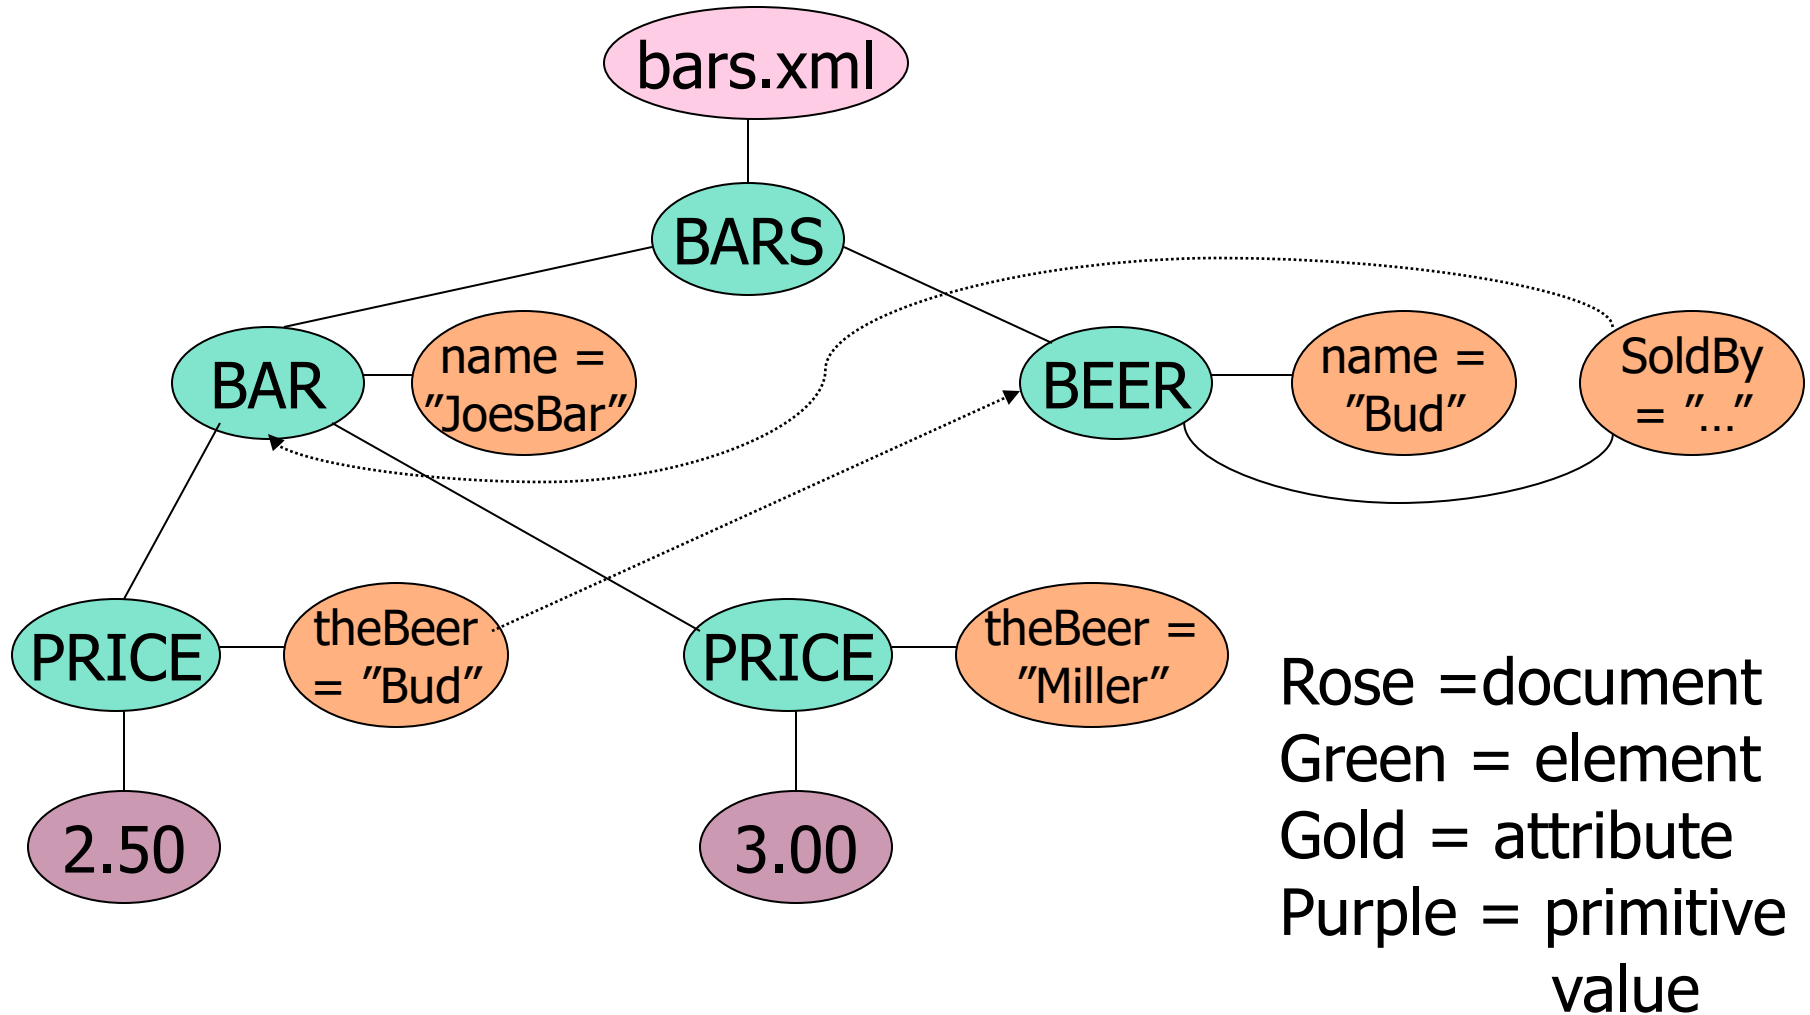 bars.xml
BARS
BAR
name =
”JoesBar”
BEER
name =
”Bud”
SoldBy
= ”...”
PRICE
theBeer
= ”Bud”
PRICE
theBeer =
”Miller”
2.50
3.00
Rose =document
Green = element
Gold = attribute
Purple = primitive
value